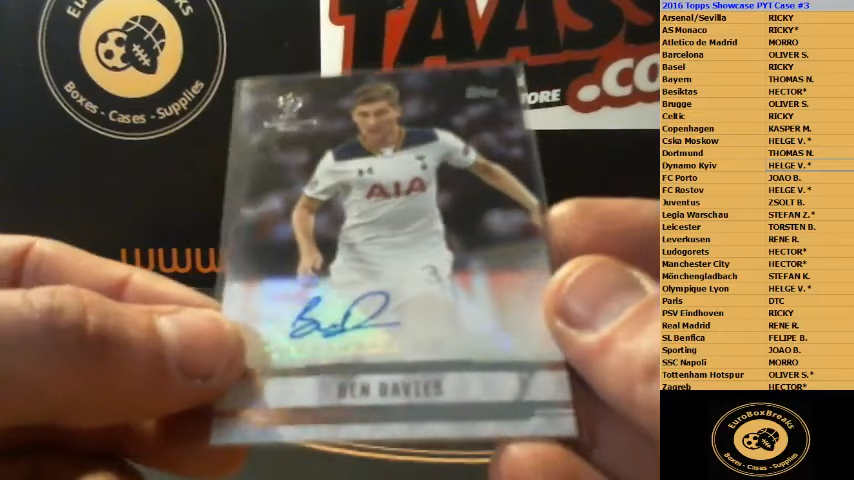 EuroBoxBreaks
Boxes - Cases - Supplies
TAASS
.CO
TORE
Topps
AIA
BEN DAVIES
www
2016 Topps Showcase PYT Case #3
Arsenal/Sevilla RICKY
AS Monaco RICKY*
Atletico de Madrid MORRO
Barcelona OLIVER S.
Basel RICKY
Bayern THOMAS N.
Besiktas HECTOR*
Brugge OLIVER S.
Celtic RICKY
Copenhagen KASPER M.
Cska Moskow HELGE V. *
Dortmund THOMAS N.
Dynamo Kyiv HELGE V. *
FC Porto JOAO B.
FC Rostov HELGE V. *
Juventus ZSOLT B.
Legia Warschau STEFAN Z.*
Leicester TORSTEN B.
Leverkusen RENE R.
Ludogorets HECTOR*
Manchester City HECTOR*
Mönchengladbach STEFAN K.
Olympique Lyon HELGE V. *
Paris DTC
PSV Eindhoven RICKY
Real Madrid RENE R.
SL Benfica FELIPE B.
Sporting JOAO B.
SSC Napoli MORRO
Tottenham Hotspur OLIVER S.*
Zagreb HECTOR*
EuroBoxBreaks
Boxes - Cases - Supplies